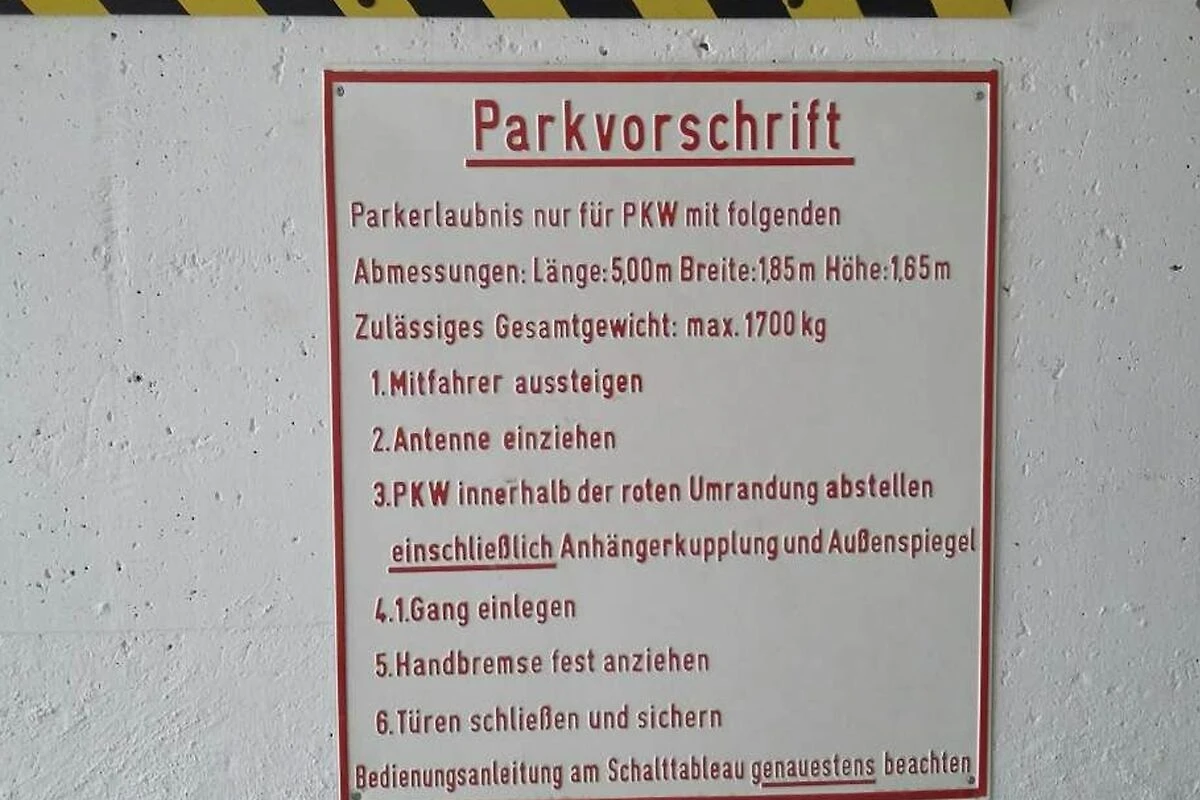 Parkvorschrift
Parkerlaubnis nur für PKW mit folgenden
Abmessungen: Länge:5,00m Breite:1,85m Höhe:1,65m
Zulässiges Gesamtgewicht: max. 1700 kg
1. Mitfahrer aussteigen
2. Antenne einziehen
3. PKW innerhalb der roten Umrandung abstellen
einschließlich Anhängerkupplung und Außenspiegel
4. 1. Gang einlegen
5. Handbremse fest anziehen
6. Türen schließen und sichern
Bedienungsanleitung am Schalttableau genauestens beachten